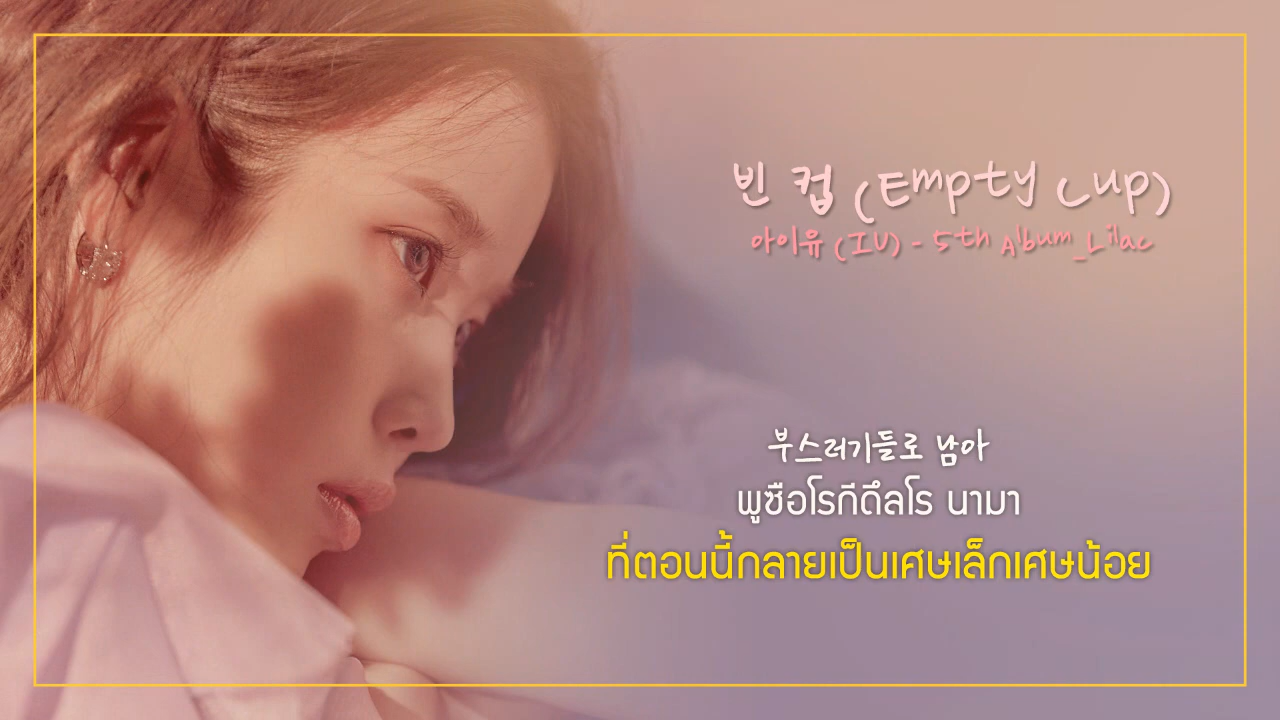 빈 컵 (Empty Cup)
아이유 (IU) - 5th Album_Lilac
부스러기들로 남아
พูซือโรกีดึลโร นามา
ที่ตอนนี้กลายเป็นเศษเล็กเศษน้อย